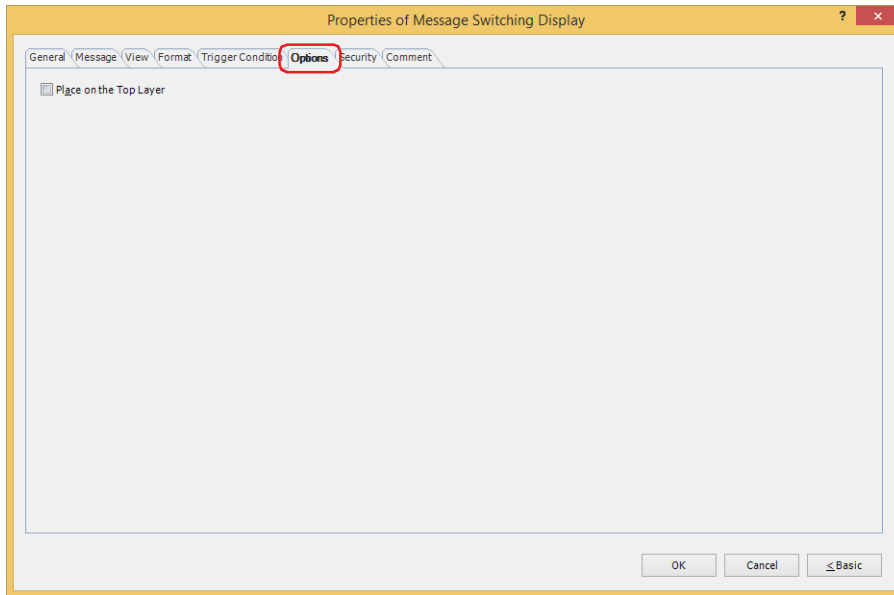 Properties of Message Switching Display ? ×
General Message View Format Trigger Condition Options Security Comment
Place on the Top Layer
OK Cancel < Basic